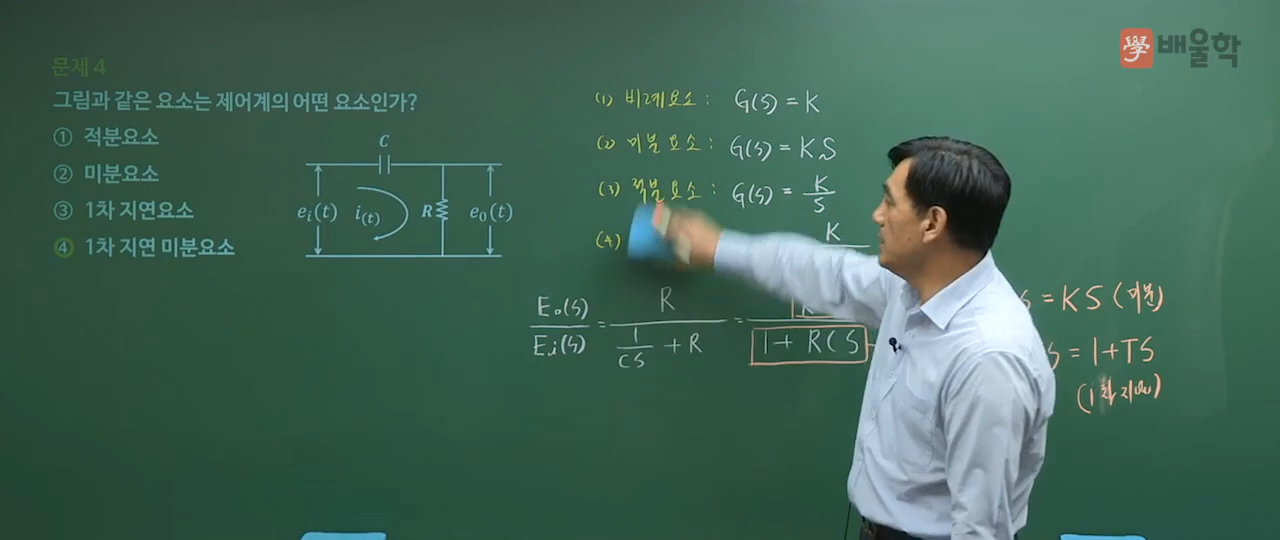 學 배울학
문제 4
그림과 같은 요소는 제어계의 어떤 요소인가?
① 적분요소
② 미분요소
③ 1차 지연요소
④ 1차 지연 미분요소
C
eᵢ(t) i(t) R e₀(t)
(1) 비례요소 : G(s) = K
(2) 미분요소 : G(s) = KS
(3) 적분요소 : G(s) = K/S
(4) K
E₀(s)/Eᵢ(s) = R/(1/CS + R) = 1 + RCS
S = KS (미분)
S = 1+TS
(1차지연)